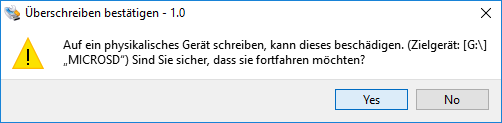 Überschreiben bestätigen - 1.0
Auf ein physikalisches Gerät schreiben, kann dieses beschädigen. (Zielgerät: [G:\]
„MICROSD“) Sind Sie sicher, dass sie fortfahren möchten?
Yes
No